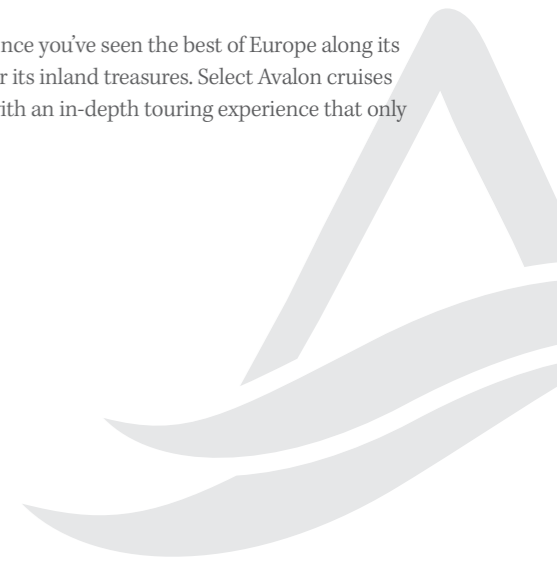 nce you've seen the best of Europe along its
r its inland treasures. Select Avalon cruises
ith an in-depth touring experience that only